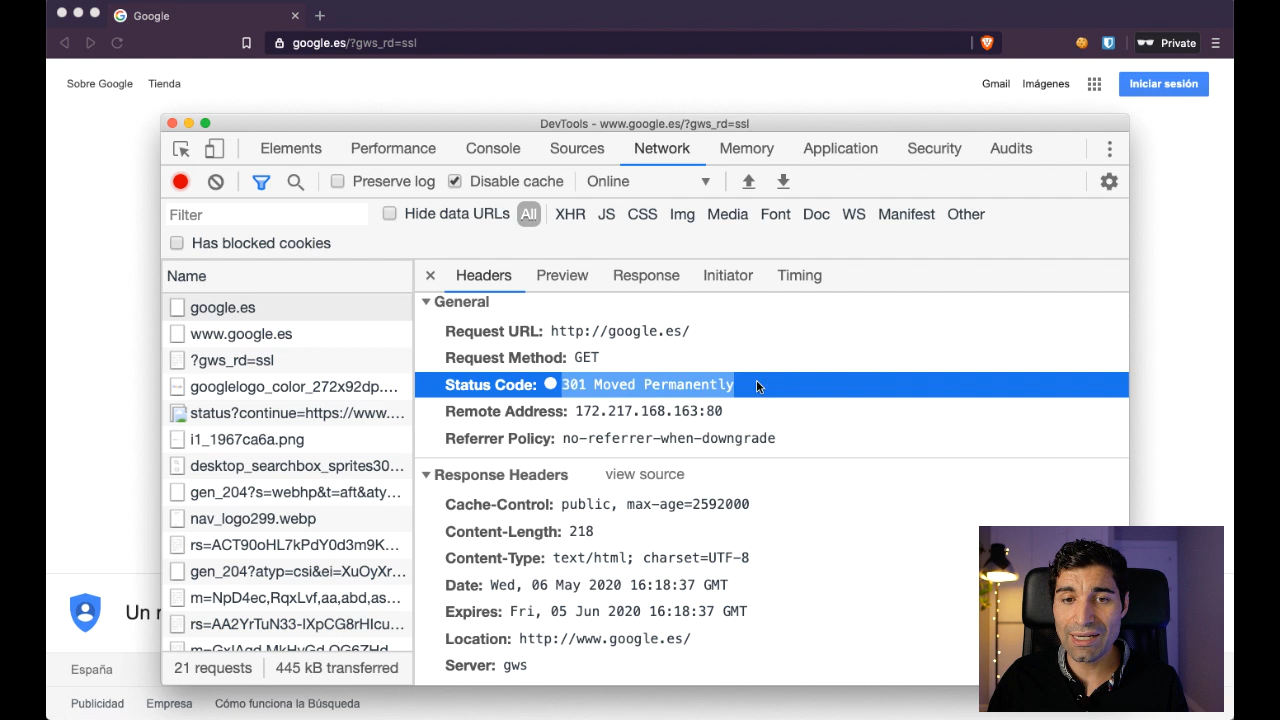 Google
google.es/?gws_rd=ssl
Private
Sobre Google Tienda
Gmail Imágenes Iniciar sesión
DevTools - www.google.es/?gws_rd=ssl
Elements Performance Console Sources Network Memory Application Security Audits
Preserve log Disable cache Online
Filter Hide data URLs All XHR JS CSS Img Media Font Doc WS Manifest Other
Has blocked cookies
Name
google.es
www.google.es
?gws_rd=ssl
googlelogo_color_272x92dp....
status?continue=https://www....
i1_1967ca6a.png
desktop_searchbox_sprites30...
gen_204?s=webhp&t=aft&aty...
nav_logo299.webp
rs=ACT90oHL7kPdY0d3m9K...
gen_204?atyp=csi&ei=XuOyXr...
m=NpD4ec,RqxLvf,aa,abd,as...
rs=AA2YrTuN33-lXpCG8rHIcu...
21 requests 445 kB transferred
Headers Preview Response Initiator Timing
General
Request URL: http://google.es/
Request Method: GET
Status Code: 301 Moved Permanently
Remote Address: 172.217.168.163:80
Referrer Policy: no-referrer-when-downgrade
Response Headers view source
Cache-Control: public, max-age=2592000
Content-Length: 218
Content-Type: text/html; charset=UTF-8
Date: Wed, 06 May 2020 16:18:37 GMT
Expires: Fri, 05 Jun 2020 16:18:37 GMT
Location: http://www.google.es/
Server: gws
Un
España
Publicidad Empresa Cómo funciona la Búsqueda